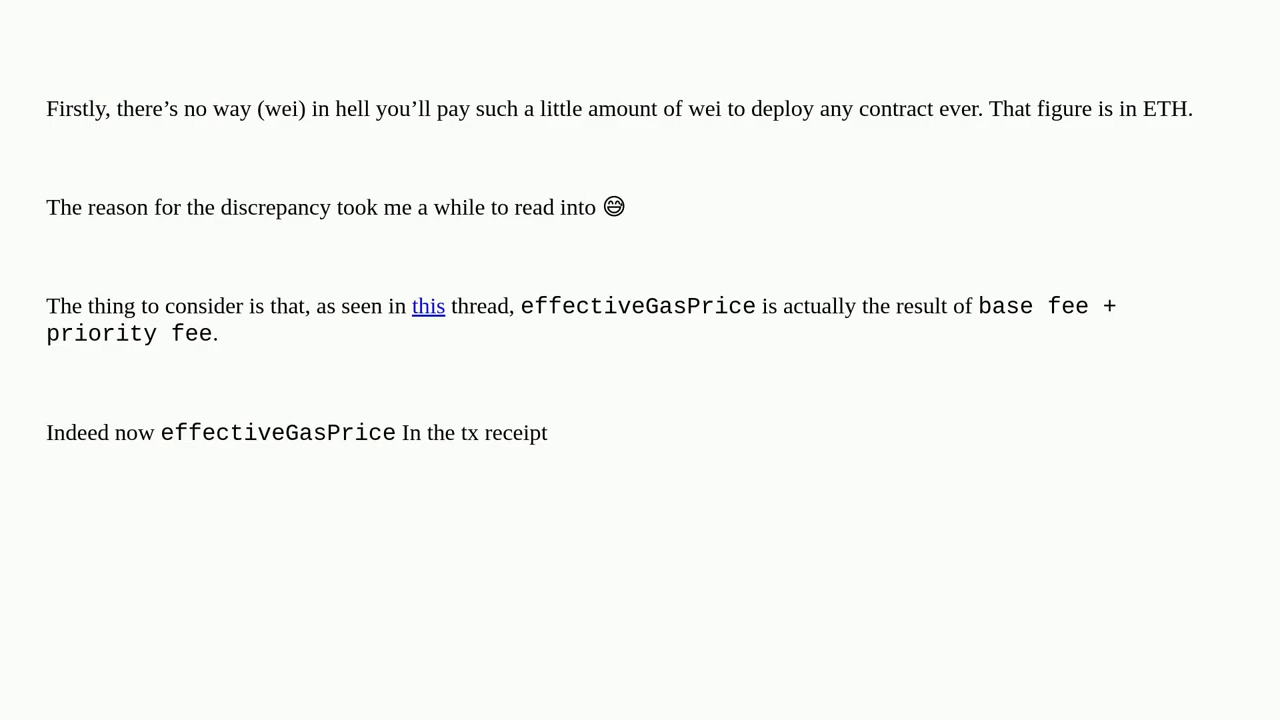 Firstly, there’s no way (wei) in hell you’ll pay such a little amount of wei to deploy any contract ever. That figure is in ETH.
The reason for the discrepancy took me a while to read into 😅
The thing to consider is that, as seen in this thread, effectiveGasPrice is actually the result of base fee +
priority fee.
Indeed now effectiveGasPrice In the tx receipt